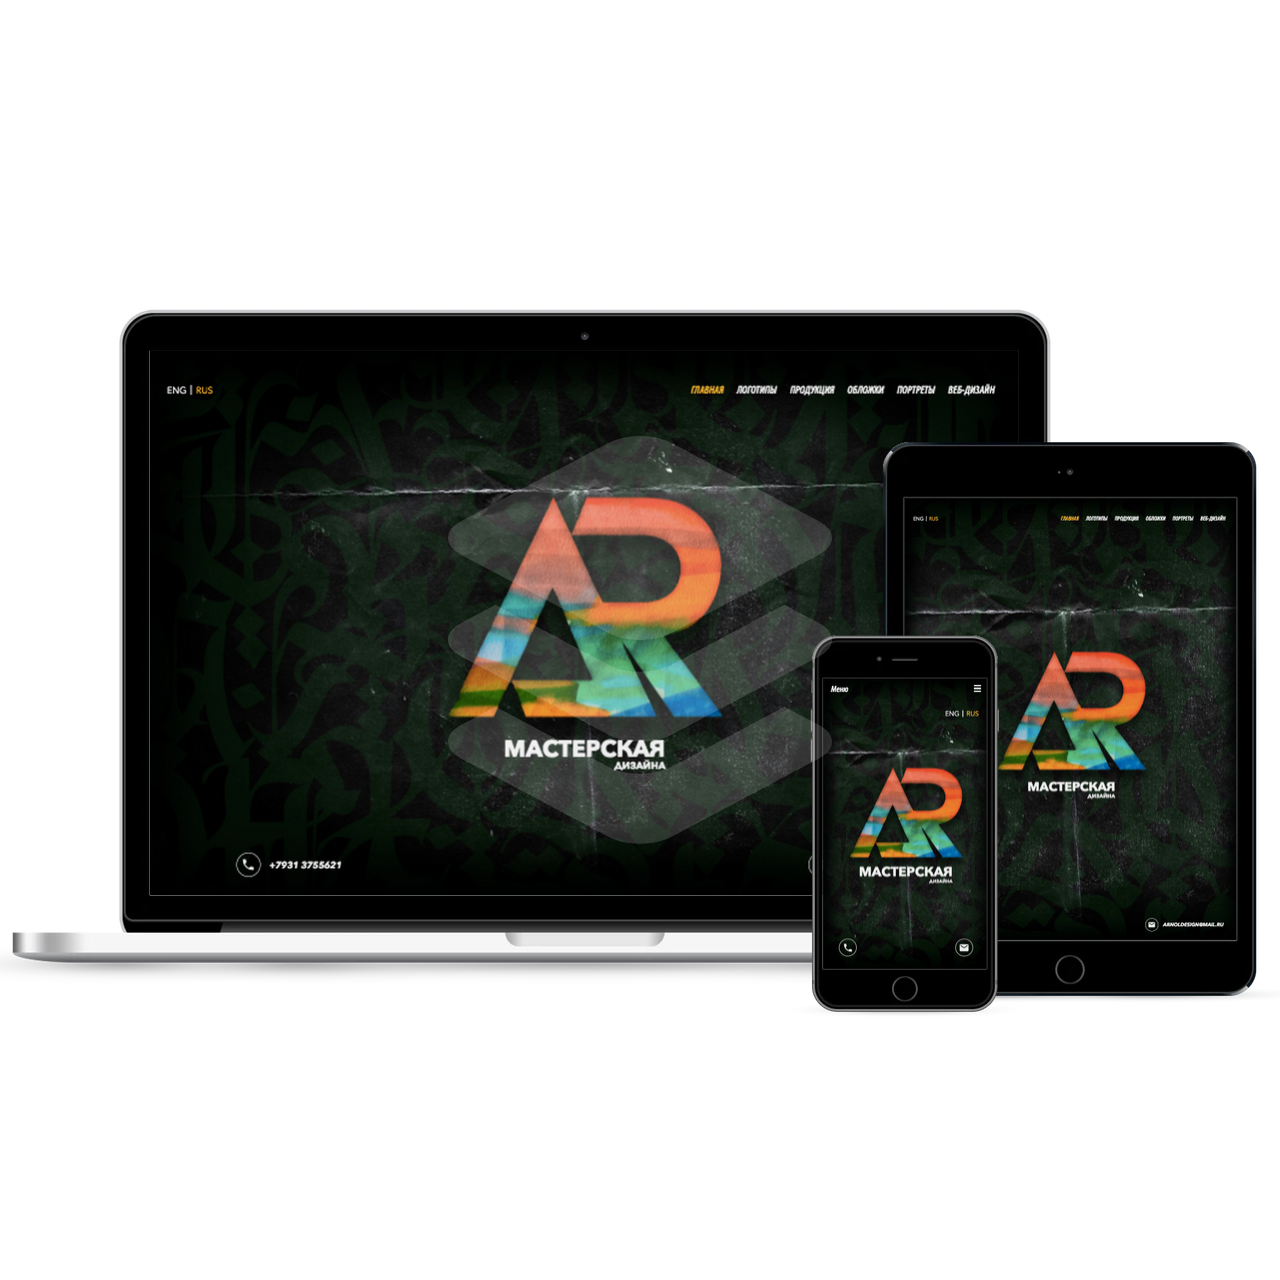 ENG | RUS
ГЛАВНАЯ ЛОГОТИПЫ ПРОДУКЦИЯ ОБЛОЖКИ ПОРТРЕТЫ ВЕБ-ДИЗАЙН
AR
МАСТЕРСКАЯ
ДИЗАЙНА
+7931 3755621
ENG | RUS
ГЛАВНАЯ ЛОГОТИПЫ ПРОДУКЦИЯ ОБЛОЖКИ ПОРТРЕТЫ ВЕБ-ДИЗАЙН
AR
МАСТЕРСКАЯ
ДИЗАЙНА
ARNOLDESIGN@MAIL.RU
Меню
ENG | RUS
AR
МАСТЕРСКАЯ
ДИЗАЙНА